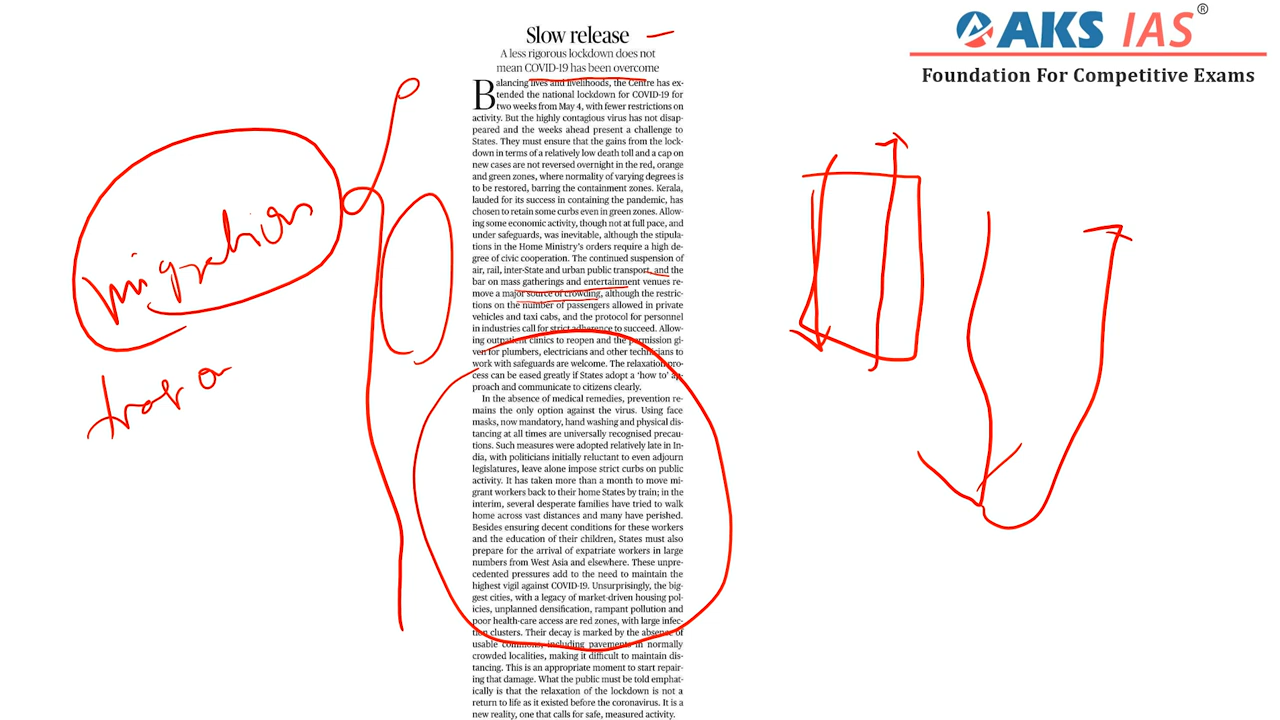 AKS IAS®
Foundation For Competitive Exams
Slow release
A less rigorous lockdown does not
mean COVID-19 has been overcome
Balancing lives and livelihoods, the Centre has ex-
tended the national lockdown for COVID-19 for
two weeks from May 4, with fewer restrictions on
activity. But the highly contagious virus has not disap-
peared and the weeks ahead present a challenge to
States. They must ensure that the gains from the lock-
down in terms of a relatively low death toll and a cap on
new cases are not reversed overnight in the red, orange
and green zones, where normality of varying degrees is
to be restored, barring the containment zones. Kerala,
lauded for its success in containing the pandemic, has
chosen to retain some curbs even in green zones. Allow-
ing some economic activity, though not at full pace, and
under safeguards, was inevitable, although the stipula-
tions in the Home Ministry's orders require a high de-
gree of civic cooperation. The continued suspension of
air, rail, inter-State and urban public transport, and the
bar on mass gatherings and entertainment venues re-
move a major source of crowding, although the restric-
tions on the number of passengers allowed in private
vehicles and taxi cabs, and the protocol for personnel
in industries call for strict adherence to succeed. Allow-
ing outpatient clinics to reopen and the permission gi-
ven for plumbers, electricians and other technicians to
work with safeguards are welcome. The relaxation pro-
cess can be eased greatly if States adopt a 'how to' ap-
proach and communicate to citizens clearly.
In the absence of medical remedies, prevention re-
mains the only option against the virus. Using face
masks, now mandatory, hand washing and physical dis-
tancing at all times are universally recognised precau-
tions. Such measures were adopted relatively late in In-
dia, with politicians initially reluctant to even adjourn
legislatures, leave alone impose strict curbs on public
activity. It has taken more than a month to move mi-
grant workers back to their home States by train; in the
interim, several desperate families have tried to walk
home across vast distances and many have perished.
Besides ensuring decent conditions for these workers
and the education of their children, States must also
prepare for the arrival of expatriate workers in large
numbers from West Asia and elsewhere. These unpre-
cedented pressures add to the need to maintain the
highest vigil against COVID-19. Unsurprisingly, the big-
gest cities, with a legacy of market-driven housing pol-
icies, unplanned densification, rampant pollution and
poor health-care access are red zones, with large infec-
tion clusters. Their decay is marked by the absence of
usable commons, including pavements in normally
crowded localities, making it difficult to maintain dis-
tancing. This is an appropriate moment to start repair-
ing that damage. What the public must be told emphat-
ically is that the relaxation of the lockdown is not a
return to life as it existed before the coronavirus. It is a
new reality, one that calls for safe, measured activity.
migration